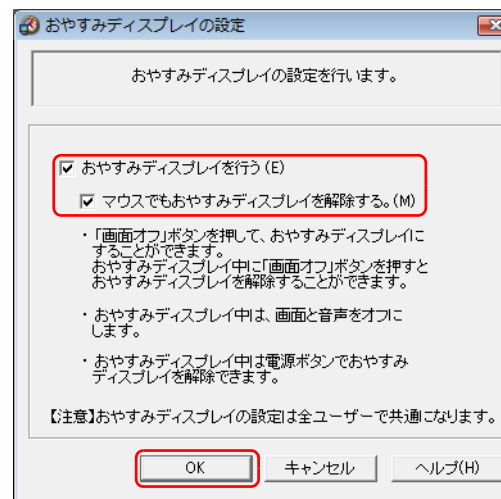 おやすみディスプレイの設定
おやすみディスプレイの設定を行います。
おやすみディスプレイを行う(E)
マウスでもおやすみディスプレイを解除する。(M)
・「画面オフ」ボタンを押して、おやすみディスプレイに
することができます。
おやすみディスプレイ中に「画面オフ」ボタンを押すと
おやすみディスプレイを解除することができます。
・おやすみディスプレイ中は、画面と音声をオフに
します。
・おやすみディスプレイ中は電源ボタンでおやすみ
ディスプレイを解除できます。
【注意】おやすみディスプレイの設定は全ユーザーで共通になります。
OK キャンセル ヘルプ(H)